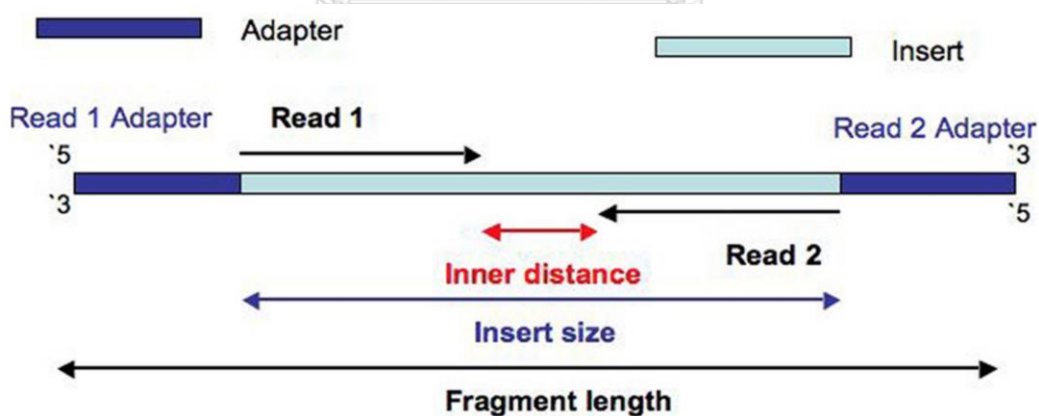 Adapter
Insert
Read 1 Adapter
Read 1
Read 2 Adapter
`5
`3
`3
`5
Read 2
Inner distance
Insert size
Fragment length